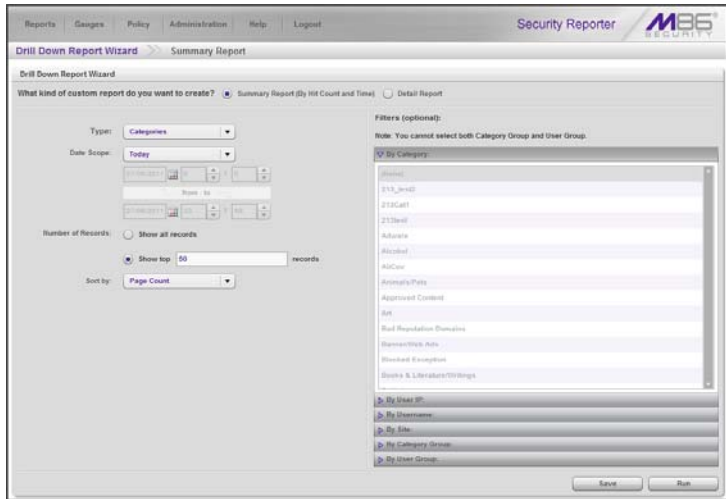 Reports Gauges Policy Administration Help Logout
Security Reporter
M86
SECURITY
Drill Down Report Wizard Summary Report
Drill Down Report Wizard
What kind of custom report do you want to create? Summary Report (By Hit Count and Time) Detail Report
Type: Categories
Date Scope: Today
from - to
Number of Records: Show all records
Show top 50 records
Sort by: Page Count
Filters (optional):
Note: You cannot select both Category Group and User Group.
By Category:
213Cat1
Alcohol
Animals/Pets
Approved Content
Art
Bad Reputation Domains
Banner/Web Ads
Blocked Exception
Books & Literature/Writings
By User IP:
By Username:
By Site:
By Category Group:
By User Group:
Save Run